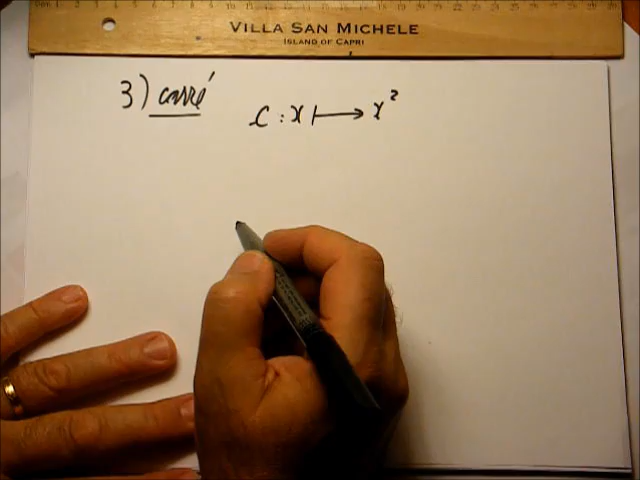 VILLA SAN MICHELE
ISLAND OF CAPRI
3) carré
C : x ⟼ x²